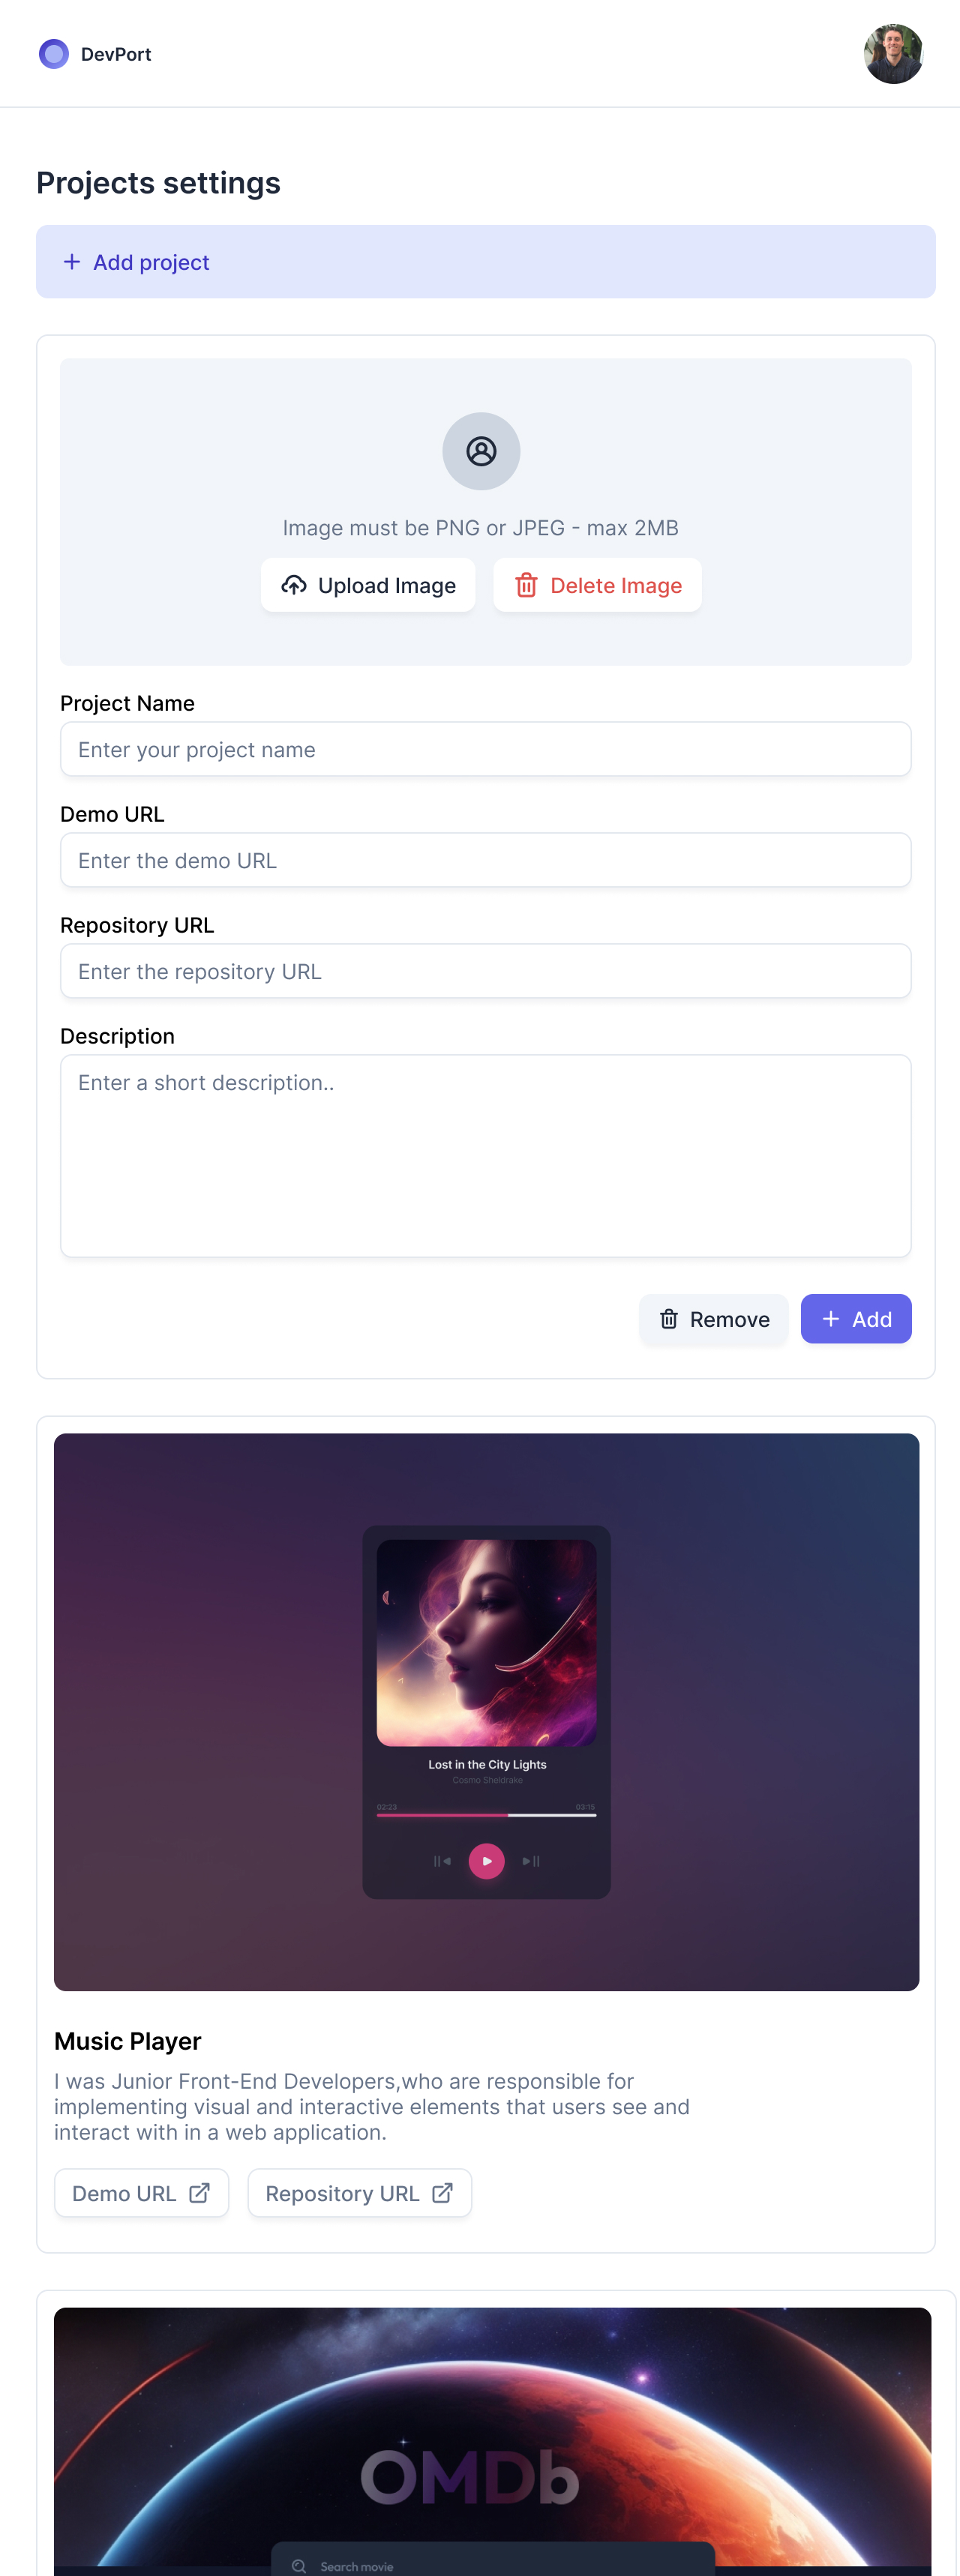 DevPort
Projects settings
Add project
Image must be PNG or JPEG - max 2MB
Upload Image
Delete Image
Project Name
Enter your project name
Demo URL
Enter the demo URL
Repository URL
Enter the repository URL
Description
Enter a short description..
Remove
Add
Lost in the City Lights
Cosmo Sheldrake
02:23
03:15
Music Player
I was Junior Front-End Developers,who are responsible for
implementing visual and interactive elements that users see and
interact with in a web application.
Demo URL
Repository URL
OMDb
Search movie